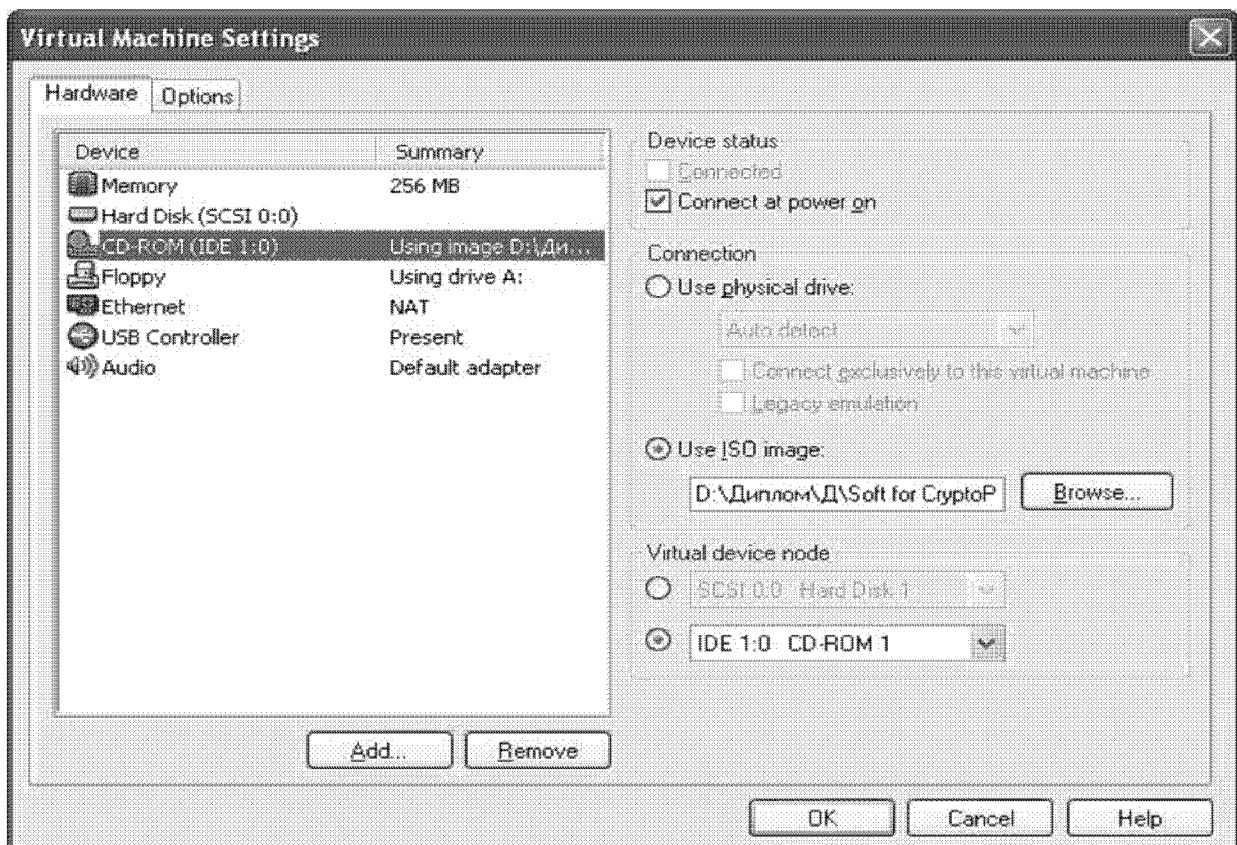 Virtual Machine Settings
Hardware Options
Device Summary
Memory 256 MB
Hard Disk (SCSI 0:0)
CD-ROM (IDE 1:0) Using image D:\Ди...
Floppy Using drive A:
Ethernet NAT
USB Controller Present
Audio Default adapter
Add... Remove
Device status
Connected
Connect at power on
Connection
Use physical drive:
Auto detect
Connect exclusively to this virtual machine
Legacy emulation
Use ISO image:
D:\Диплом\Д\Soft for CryptoP Browse...
Virtual device node
SCSI 0:0 Hard Disk 1
IDE 1:0 CD-ROM 1
OK Cancel Help